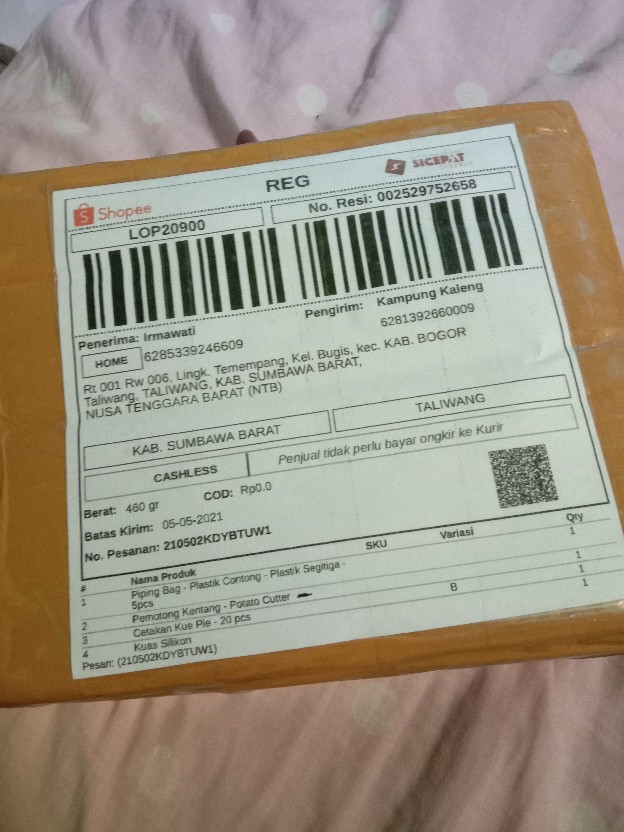 REG
Shopee
SICEPAT
LOP20900
No. Resi: 002529752658
Penerima: Irmawati
Pengirim: Kampung Kaleng
HOME
6285339246609
6281392660009
Rt 001 Rw 006, Lingk. Temempang, Kel. Bugis, kec. KAB. BOGOR
Taliwang, TALIWANG, KAB. SUMBAWA BARAT,
NUSA TENGGARA BARAT (NTB)
KAB. SUMBAWA BARAT
TALIWANG
CASHLESS
Penjual tidak perlu bayar ongkir ke Kurir
Berat: 460 gr
COD: Rp0.0
Batas Kirim: 05-05-2021
No. Pesanan: 210502KDYBTUW1
# Nama Produk SKU Variasi Qty
1 Piping Bag - Plastik Contong - Plastik Segitiga - 1
5pcs
2 Pemotong Kentang - Potato Cutter 1
3 Cetakan Kue Pie - 20 pcs B 1
4 Kuas Silikon 1
Pesan: (210502KDYBTUW1)